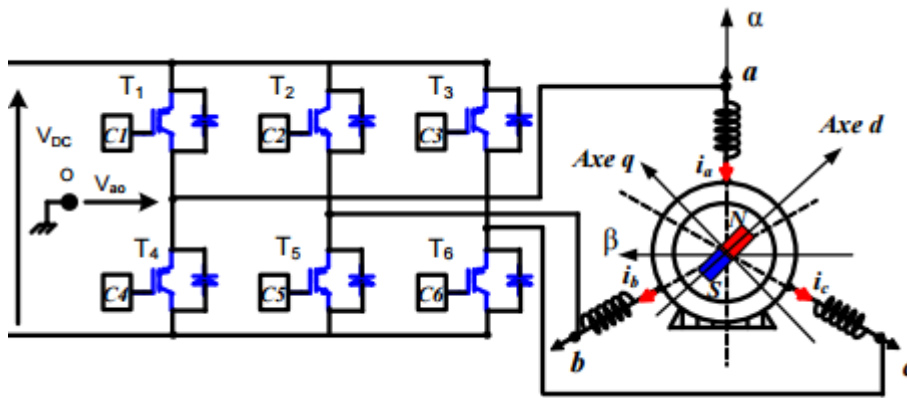 α
a
T1
T2
T3
Axe d
C1
C2
C3
VDC
Axe q
ia
O
Vao
N
T4
T5
T6
β
S
ib
ic
C4
C5
C6
b